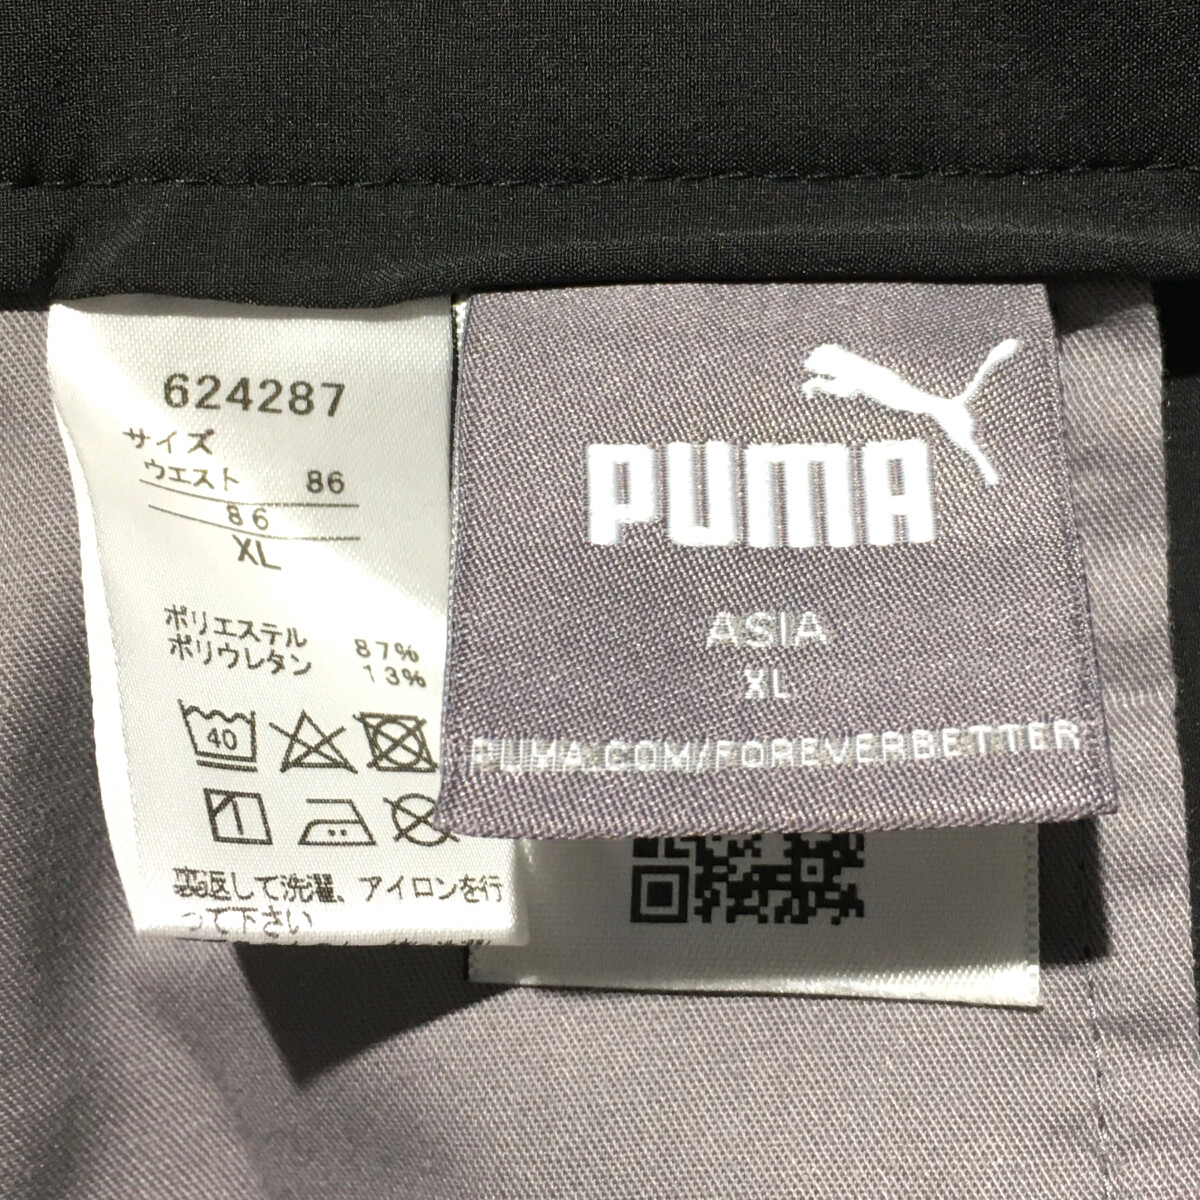 624287
サイズ
ウエスト 86
86
XL
ポリエステル 87%
ポリウレタン 13%
40
裏返して洗濯、アイロンを行
って下さい
PUMA
ASIA
XL
PUMA.COM/FOREVERBETTER